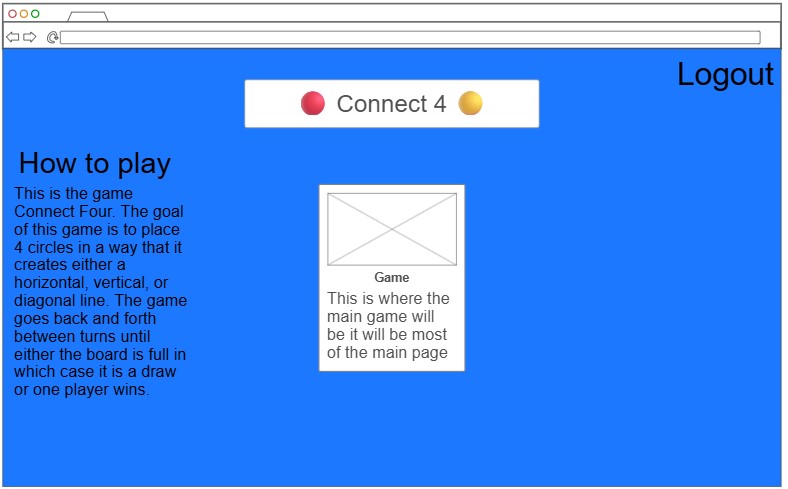 Logout
Connect 4
How to play
This is the game
Connect Four. The goal
of this game is to place
4 circles in a way that it
creates either a
horizontal, vertical, or
diagonal line. The game
goes back and forth
between turns until
either the board is full in
which case it is a draw
or one player wins.
Game
This is where the
main game will
be it will be most
of the main page